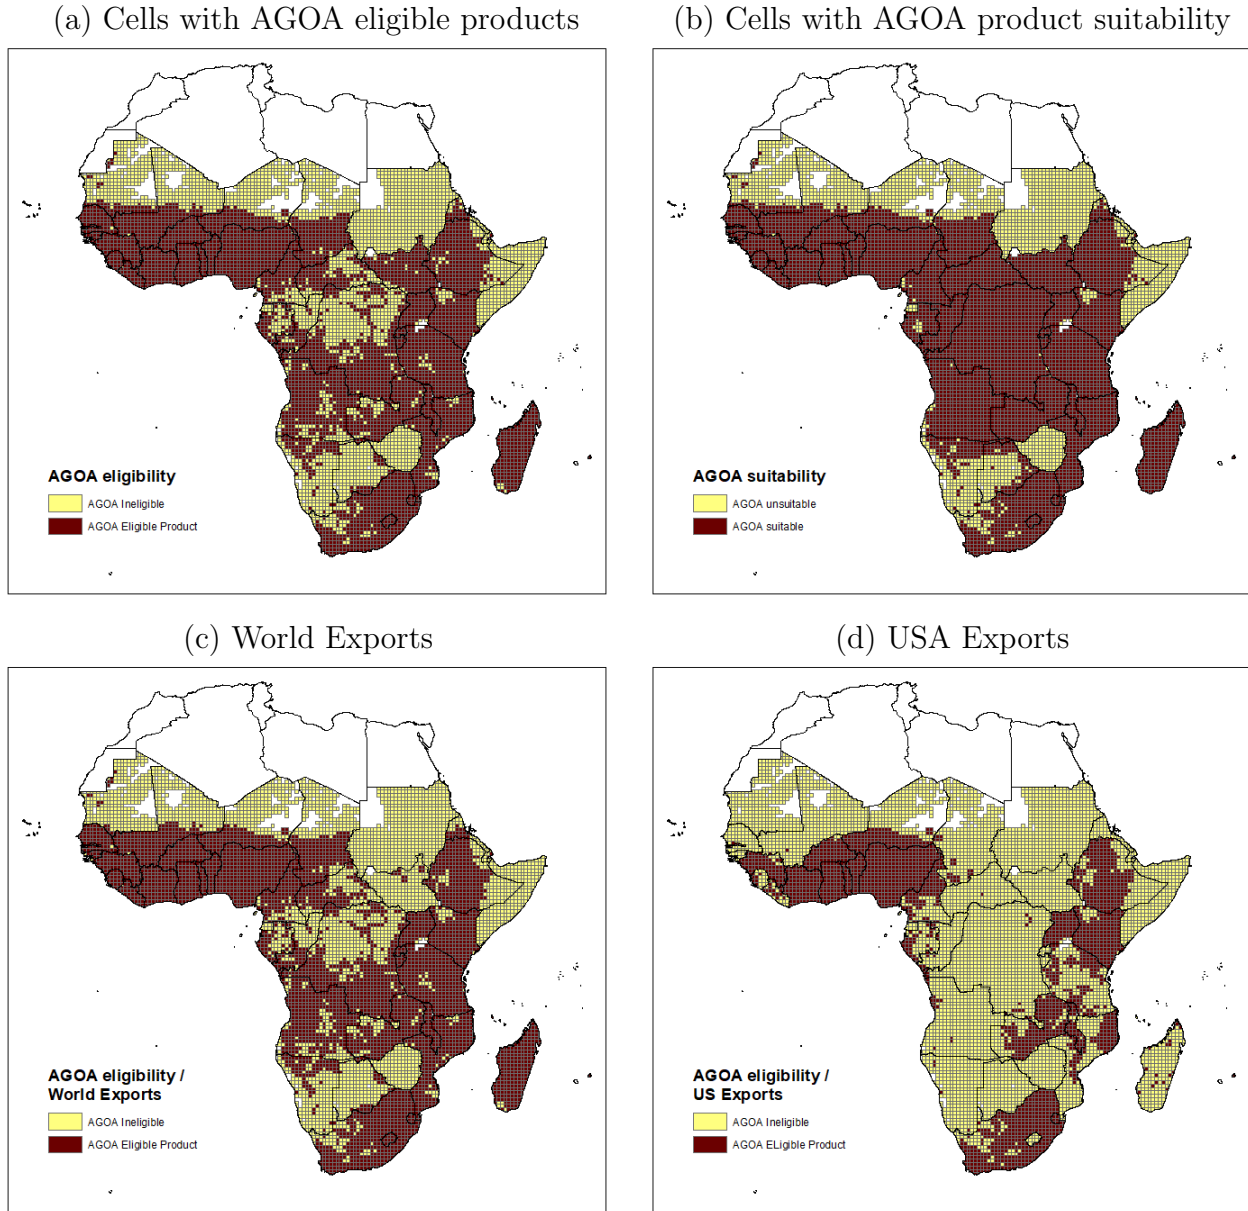 (a) Cells with AGOA eligible products
(b) Cells with AGOA product suitability
AGOA eligibility
AGOA Ineligible
AGOA Eligible Product
AGOA suitability
AGOA unsuitable
AGOA suitable
(c) World Exports
(d) USA Exports
AGOA eligibility /
World Exports
AGOA Ineligible
AGOA Eligible Product
AGOA eligibility /
US Exports
AGOA Ineligible
AGOA ELigible Product